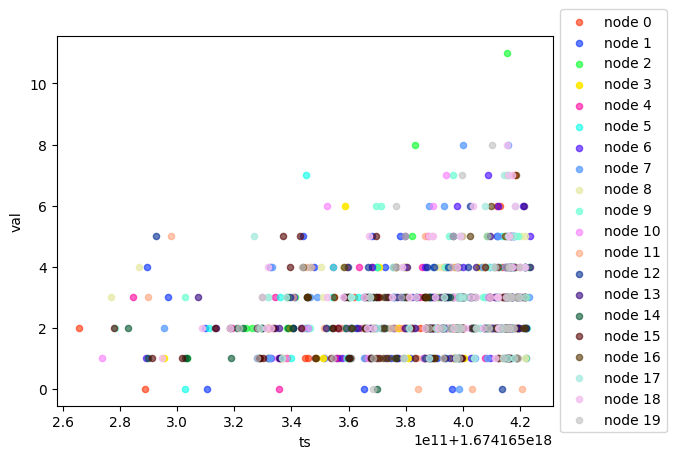 10
8
6
4
2
0
val
2.6 2.8 3.0 3.2 3.4 3.6 3.8 4.0 4.2
ts
1e11+1.674165e18
node 0
node 1
node 2
node 3
node 4
node 5
node 6
node 7
node 8
node 9
node 10
node 11
node 12
node 13
node 14
node 15
node 16
node 17
node 18
node 19